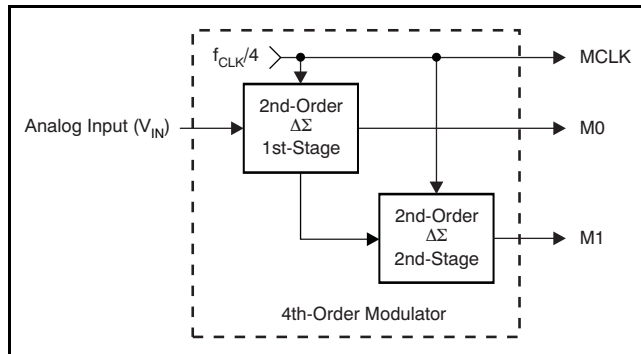 f_CLK/4
MCLK
2nd-Order
ΔΣ
1st-Stage
Analog Input (V_IN)
M0
2nd-Order
ΔΣ
2nd-Stage
M1
4th-Order Modulator